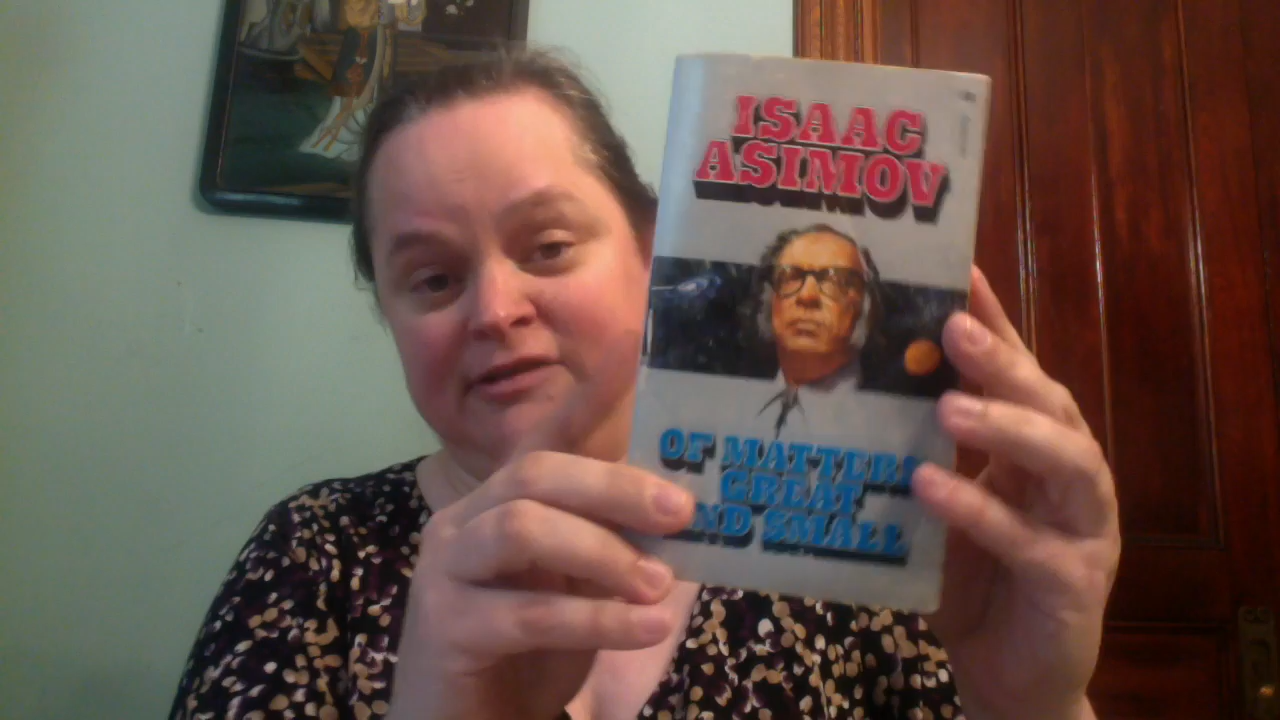 ISAAC
ASIMOV
OF MATTERS
GREAT
AND SMALL